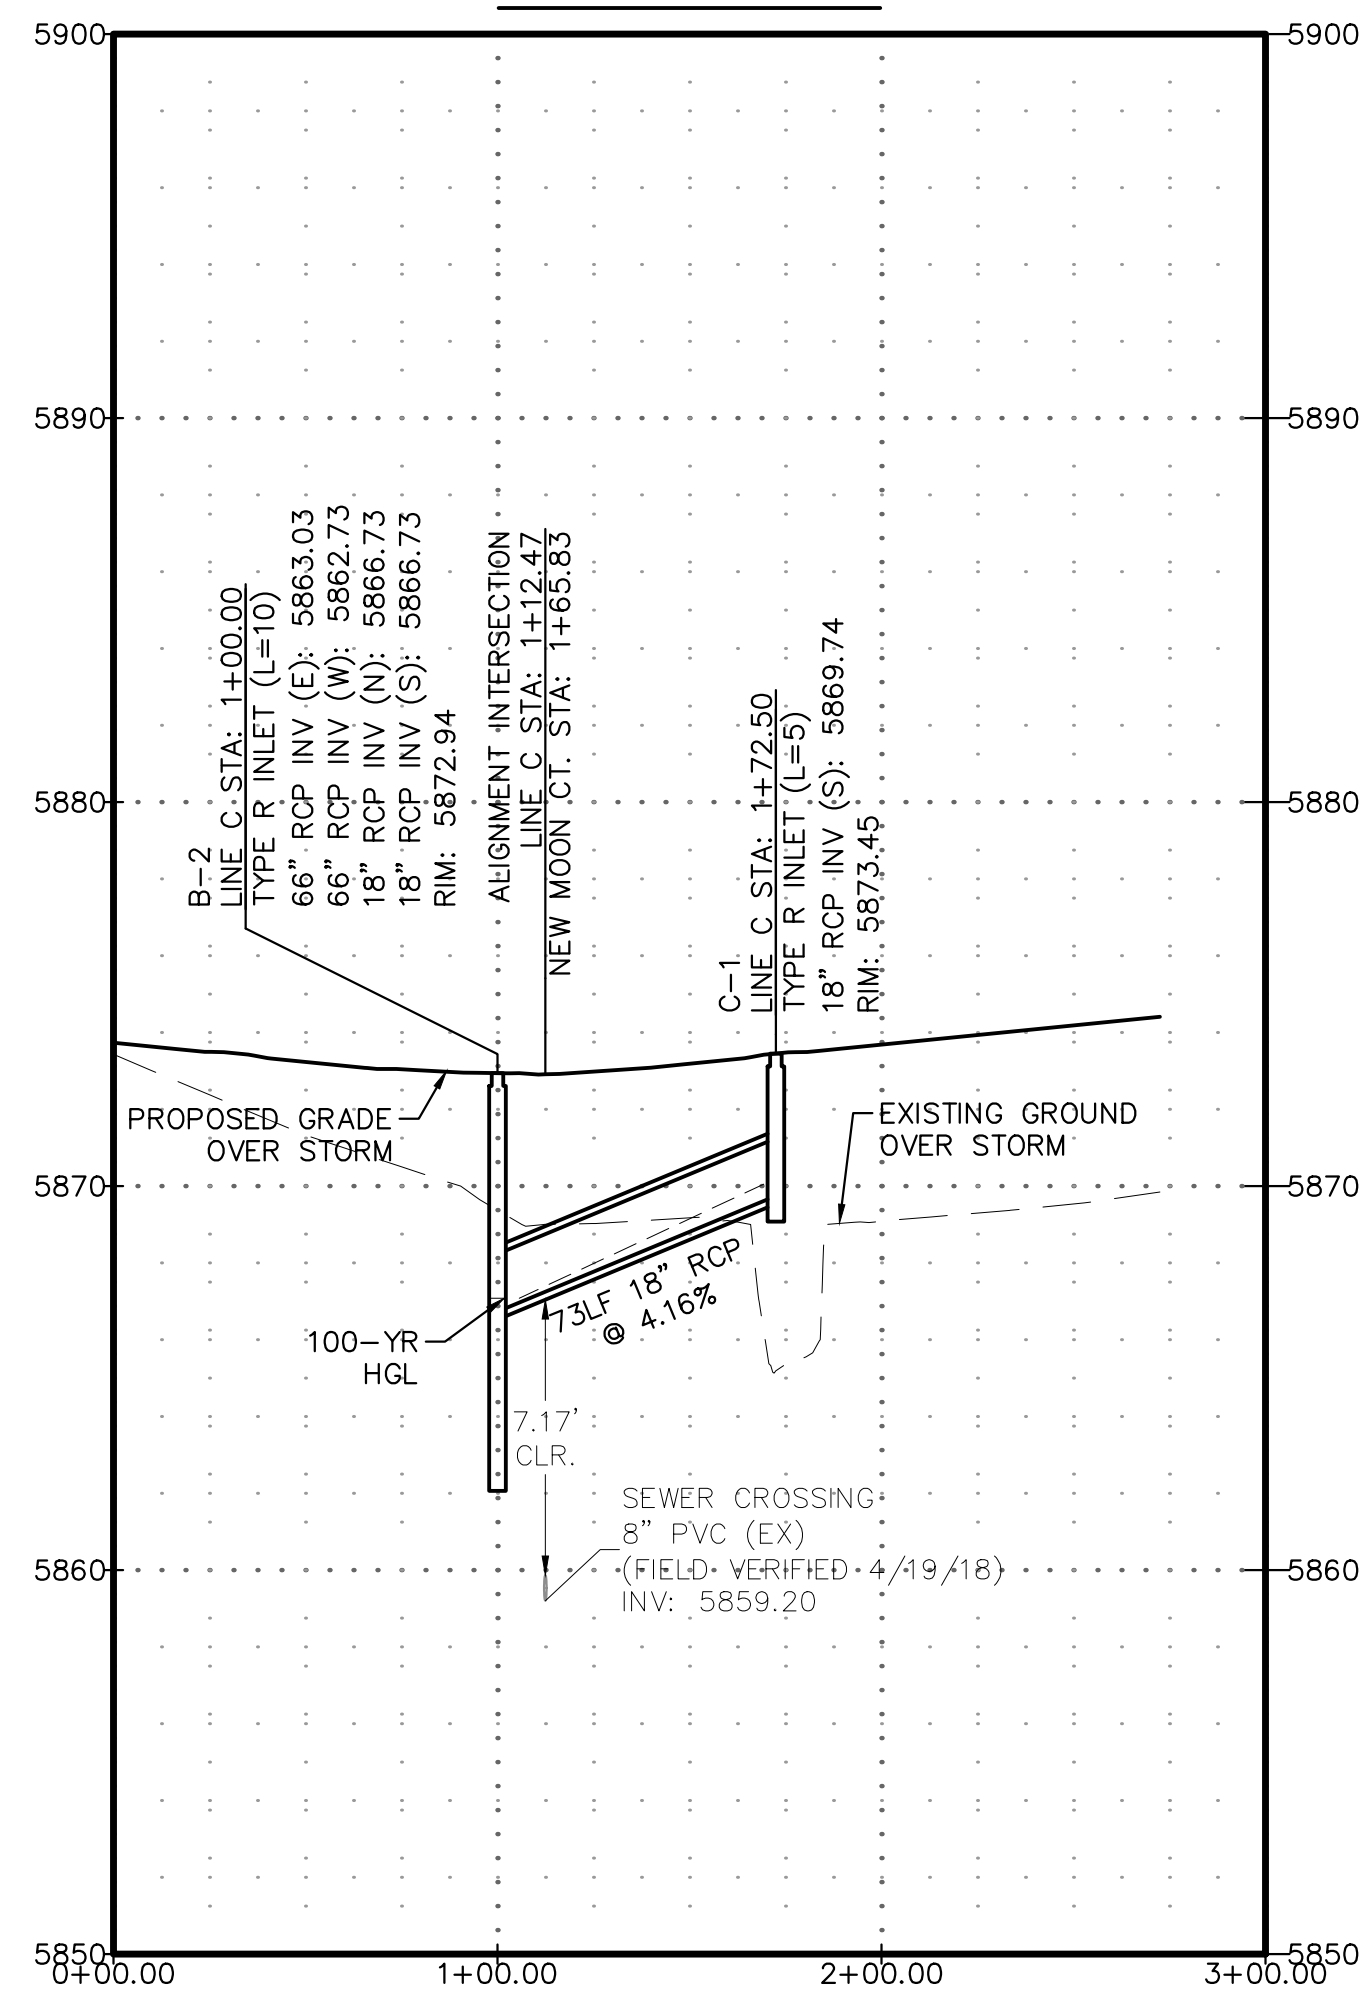 5900
5900
5890
5890
5880
5880
5870
5870
5860
5860
5850
5850
B-2
LINE C STA: 1+00.00
TYPE R INLET (L=10)
66" RCP INV (E): 5863.03
66" RCP INV (W): 5862.73
18" RCP INV (N): 5866.73
18" RCP INV (S): 5866.73
RIM: 5872.94
ALIGNMENT INTERSECTION
LINE C STA: 1+12.47
NEW MOON CT. STA: 1+65.83
C-1
LINE C STA: 1+72.50
TYPE R INLET (L=5)
18" RCP INV (S): 5869.74
RIM: 5873.45
PROPOSED GRADE
OVER STORM
EXISTING GROUND
OVER STORM
73LF 18" RCP
@ 4.16%
100-YR
HGL
7.17'
CLR.
SEWER CROSSING
8" PVC (EX)
(FIELD VERIFIED 4/19/18)
INV: 5859.20
0+00.00
1+00.00
2+00.00
3+00.00